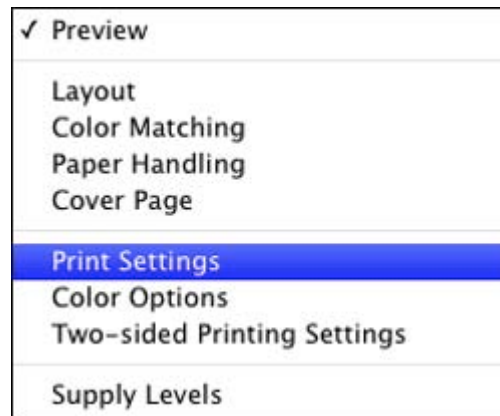 ✓ Preview
Layout
Color Matching
Paper Handling
Cover Page
Print Settings
Color Options
Two-sided Printing Settings
Supply Levels